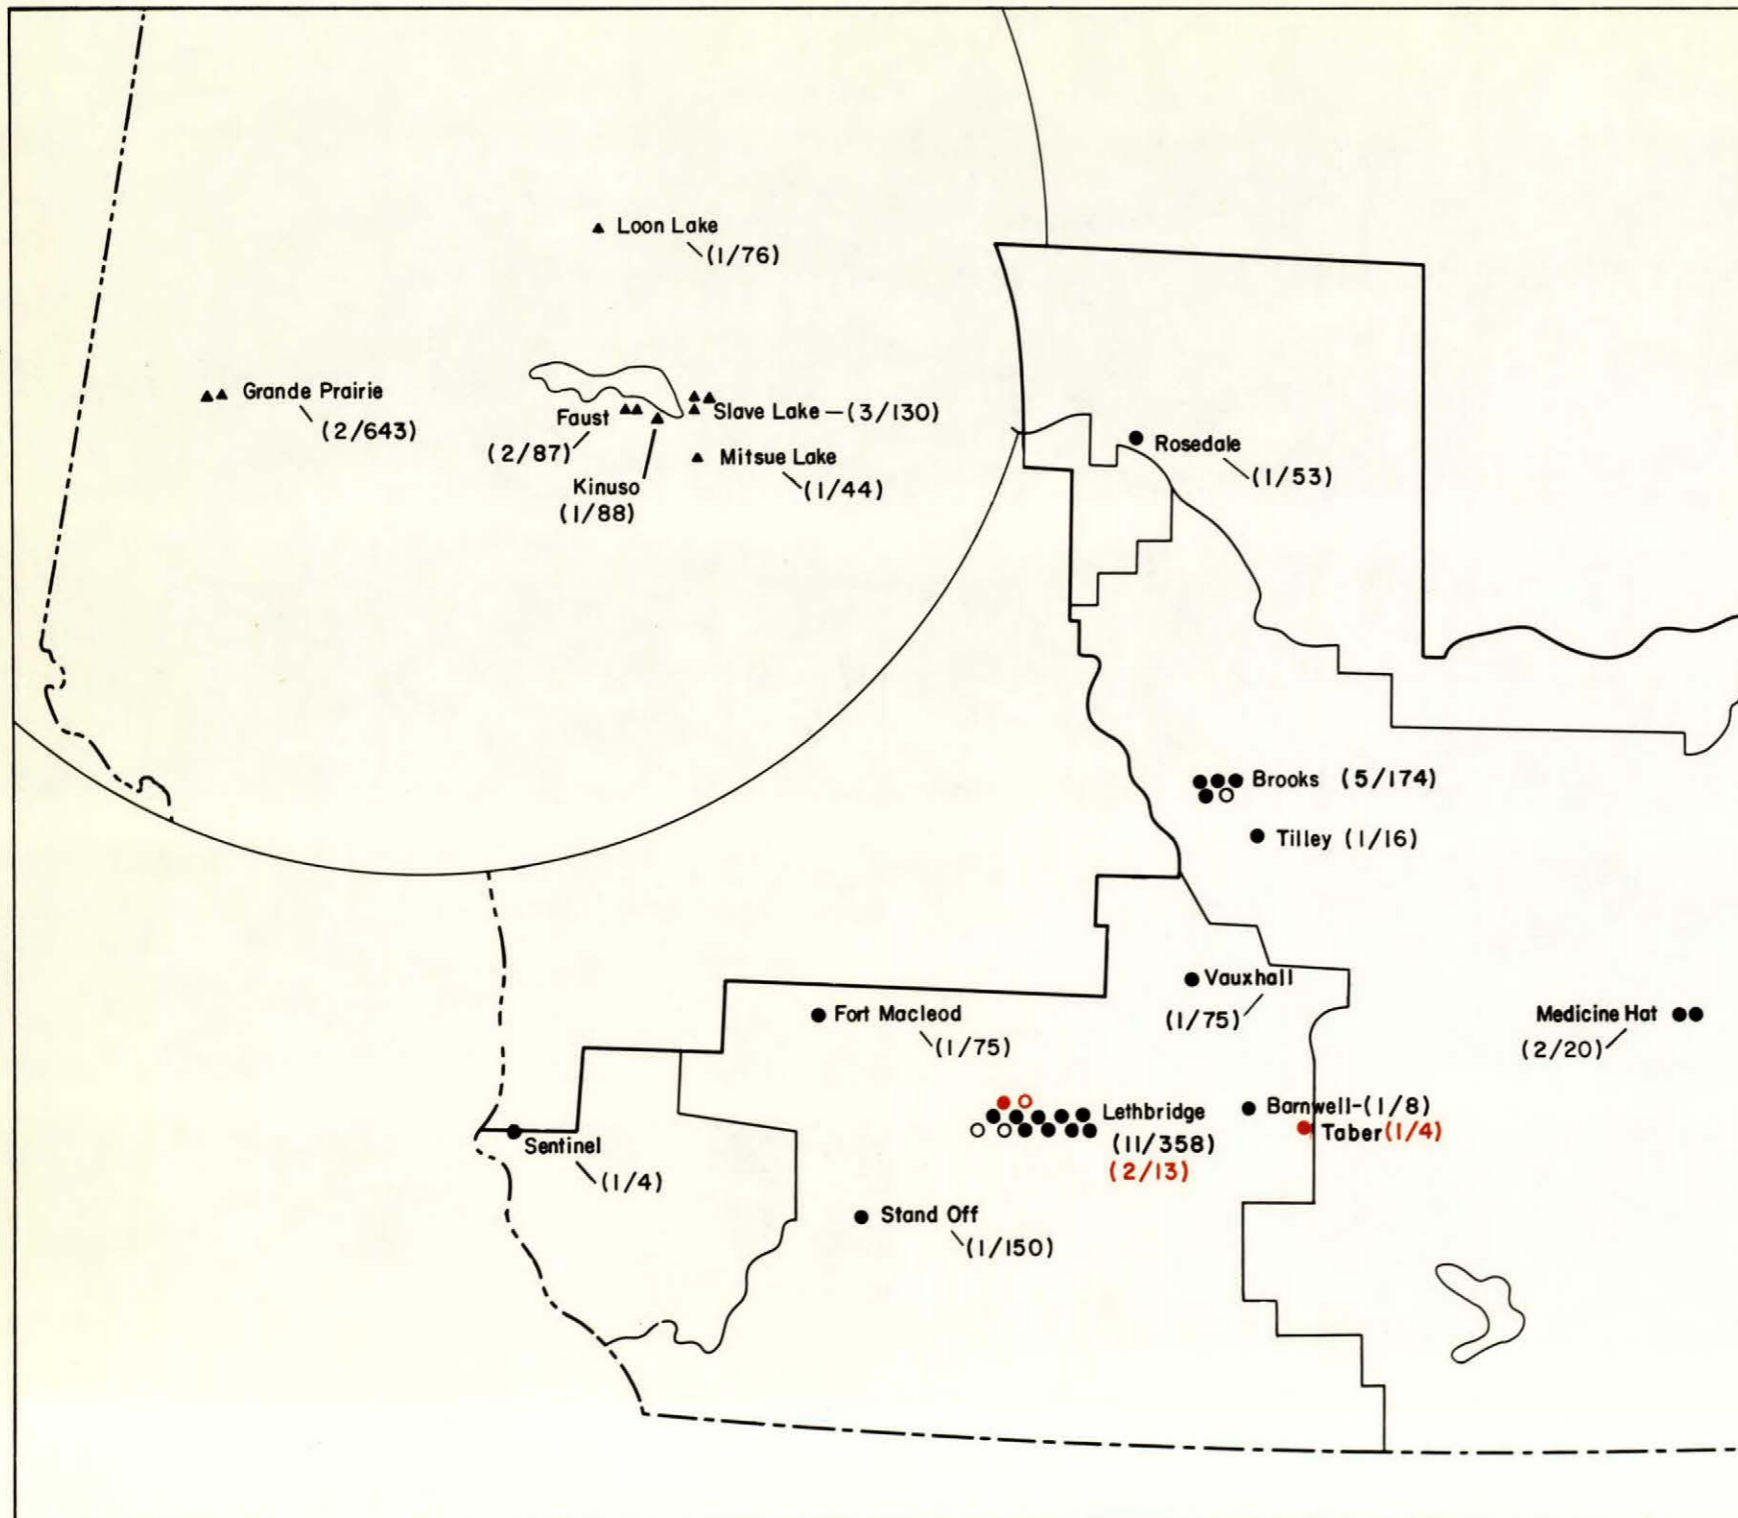 Loon Lake
(1/76)
Grande Prairie
(2/643)
Faust
(2/87)
Slave Lake – (3/130)
Mitsue Lake
(1/44)
Kinuso
(1/88)
Rosedale
(1/53)
Brooks (5/174)
Tilley (1/16)
Vauxhall
(1/75)
Fort Macleod
(1/75)
Medicine Hat
(2/20)
Lethbridge
(11/358)
(2/13)
Barnwell-(1/8)
Taber (1/4)
Sentinel
(1/4)
Stand Off
(1/150)